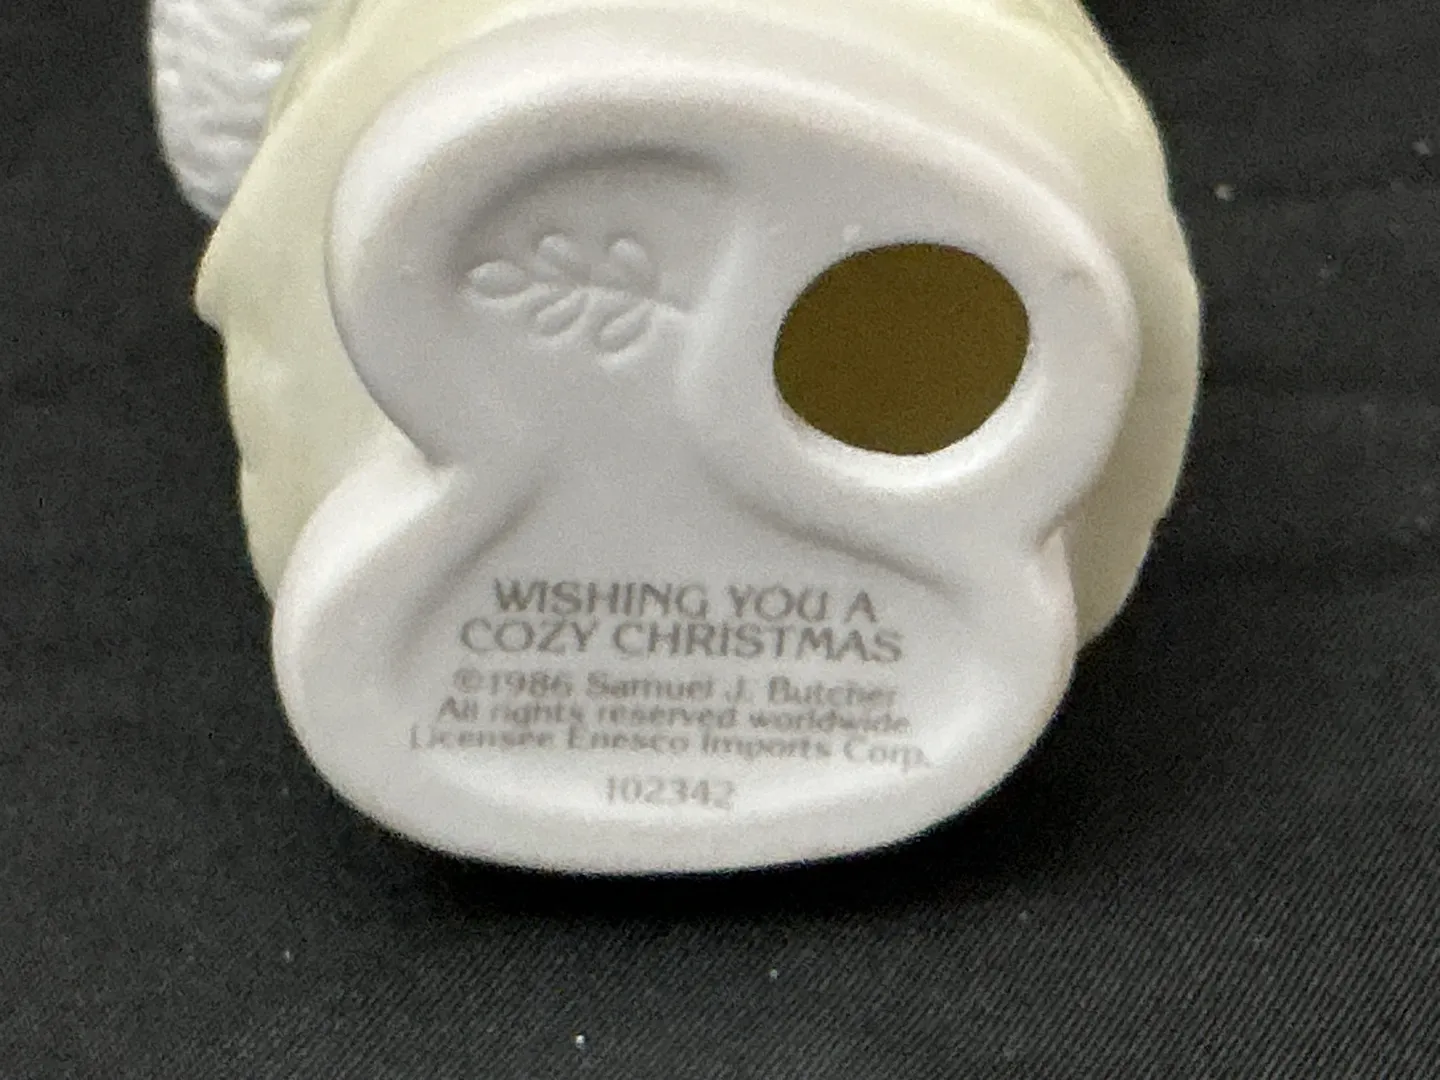 WISHING YOU A
COZY CHRISTMAS
©1986 Samuel J. Butcher
All rights reserved worldwide
Licensee Enesco Imports Corp.
102342